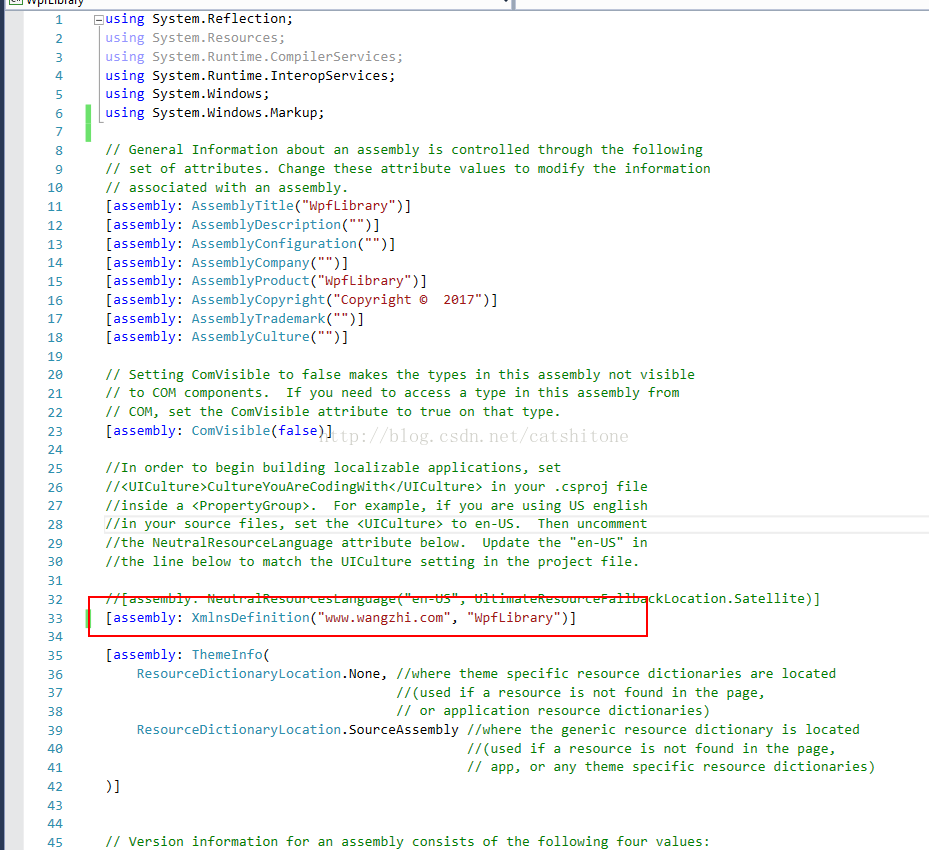 WpfLibrary
1 using System.Reflection;
2 using System.Resources;
3 using System.Runtime.CompilerServices;
4 using System.Runtime.InteropServices;
5 using System.Windows;
6 using System.Windows.Markup;
7
8 // General Information about an assembly is controlled through the following
9 // set of attributes. Change these attribute values to modify the information
10 // associated with an assembly.
11 [assembly: AssemblyTitle("WpfLibrary")]
12 [assembly: AssemblyDescription("")]
13 [assembly: AssemblyConfiguration("")]
14 [assembly: AssemblyCompany("")]
15 [assembly: AssemblyProduct("WpfLibrary")]
16 [assembly: AssemblyCopyright("Copyright ©  2017")]
17 [assembly: AssemblyTrademark("")]
18 [assembly: AssemblyCulture("")]
19
20 // Setting ComVisible to false makes the types in this assembly not visible
21 // to COM components.  If you need to access a type in this assembly from
22 // COM, set the ComVisible attribute to true on that type.
23 [assembly: ComVisible(false)]
http://blog.csdn.net/catshitone
24
25 //In order to begin building localizable applications, set
26 //<UICulture>CultureYouAreCodingWith</UICulture> in your .csproj file
27 //inside a <PropertyGroup>.  For example, if you are using US english
28 //in your source files, set the <UICulture> to en-US.  Then uncomment
29 //the NeutralResourceLanguage attribute below.  Update the "en-US" in
30 //the line below to match the UICulture setting in the project file.
31
32 //[assembly: NeutralResourcesLanguage("en-US", UltimateResourceFallbackLocation.Satellite)]
33 [assembly: XmlnsDefinition("www.wangzhi.com", "WpfLibrary")]
34
35 [assembly: ThemeInfo(
36 ResourceDictionaryLocation.None, //where theme specific resource dictionaries are located
37 //(used if a resource is not found in the page,
38 // or application resource dictionaries)
39 ResourceDictionaryLocation.SourceAssembly //where the generic resource dictionary is located
40 //(used if a resource is not found in the page,
41 // app, or any theme specific resource dictionaries)
42 )]
43
44
45 // Version information for an assembly consists of the following four values: